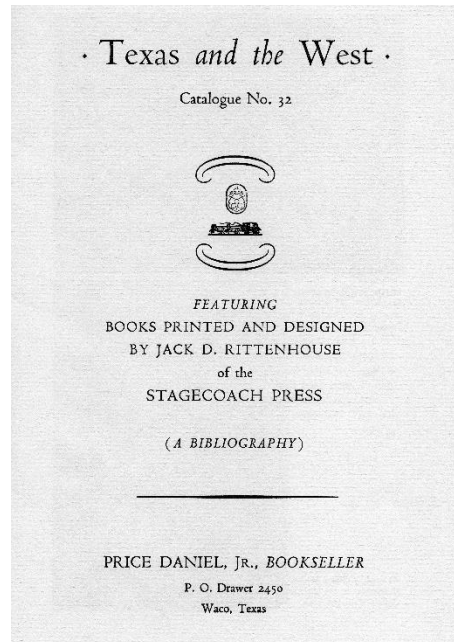 · Texas and the West ·
Catalogue No. 32
FEATURING
BOOKS PRINTED AND DESIGNED
BY JACK D. RITTENHOUSE
of the
STAGECOACH PRESS
(A BIBLIOGRAPHY)
PRICE DANIEL, JR., BOOKSELLER
P. O. Drawer 2450
Waco, Texas